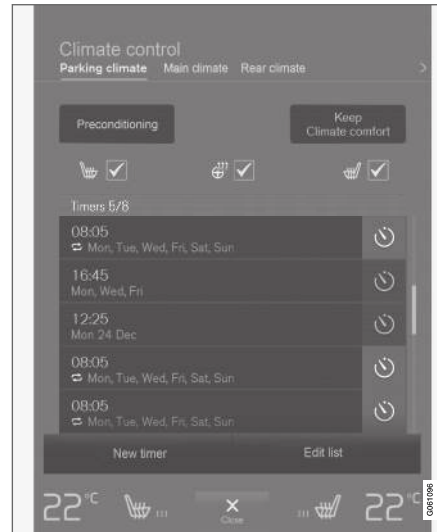 Climate control
Parking climate Main climate Rear climate >
Preconditioning
Keep
Climate comfort
Timers 5/8
08:05
Mon, Tue, Wed, Fri, Sat, Sun
16:45
Mon, Wed, Fri
12:25
Mon 24 Dec
08:05
Mon, Tue, Wed, Fri, Sat, Sun
08:05
Mon, Tue, Wed, Fri, Sat, Sun
New timer Edit list
22°C Close 22°C
G061096